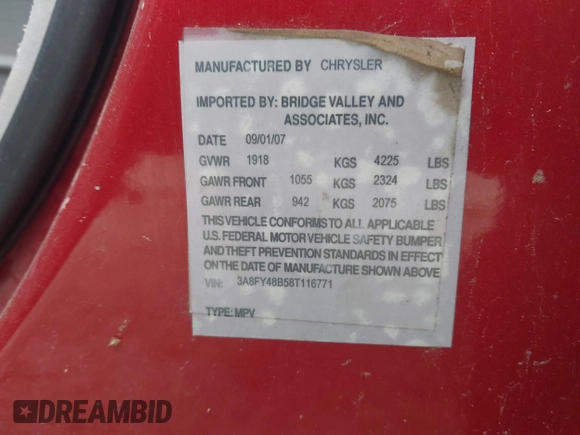 MANUFACTURED BY CHRYSLER
IMPORTED BY: BRIDGE VALLEY AND
ASSOCIATES, INC.
DATE 09/01/07
GVWR 1918 KGS 4225 LBS
GAWR FRONT 1055 KGS 2324 LBS
GAWR REAR 942 KGS 2075 LBS
THIS VEHICLE CONFORMS TO ALL APPLICABLE
U.S. FEDERAL MOTOR VEHICLE SAFETY BUMPER
AND THEFT PREVENTION STANDARDS IN EFFECT
ON THE DATE OF MANUFACTURE SHOWN ABOVE
VIN: 3A8FY48B58T116771
TYPE: MPV
DREAMBID